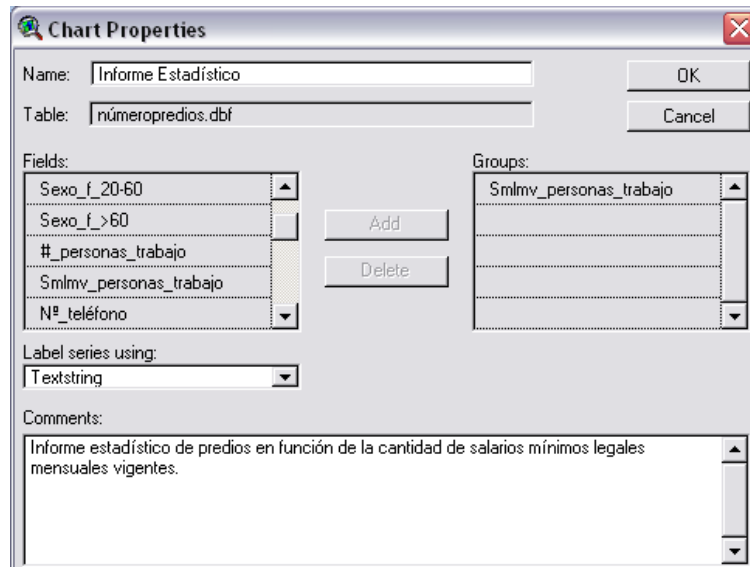 Chart Properties
Name: Informe Estadístico
OK
Table: númeropredios.dbf
Cancel
Fields:
Groups:
Sexo_f_20-60
Sexo_f_>60
#_personas_trabajo
Smlmv_personas_trabajo
Nº_teléfono
Add
Delete
Smlmv_personas_trabajo
Label series using:
Textstring
Comments:
Informe estadístico de predios en función de la cantidad de salarios mínimos legales
mensuales vigentes.